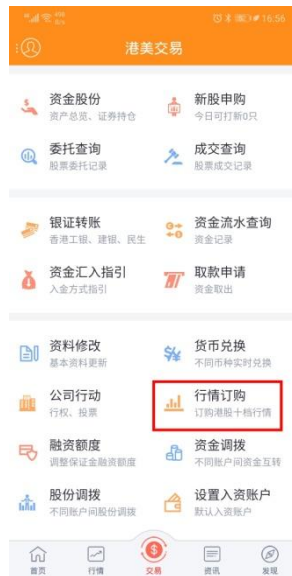 16:56
港美交易
资金股份
资产总览、证券持仓
新股申购
今日可打新0只
委托查询
股票委托记录
成交查询
股票成交记录
银证转账
香港工银、建银、民生
资金流水查询
资金记录
资金汇入指引
入金方式指引
取款申请
资金取出
资料修改
基本资料更新
货币兑换
不同币种实时兑换
公司行动
行权、投票
行情订购
订购港股十档行情
融资额度
调整保证金融资额度
资金调拨
不同账户间资金互转
股份调拨
不同账户间股份调拨
设置入资账户
默认入资账户
首页
行情
交易
资讯
发现